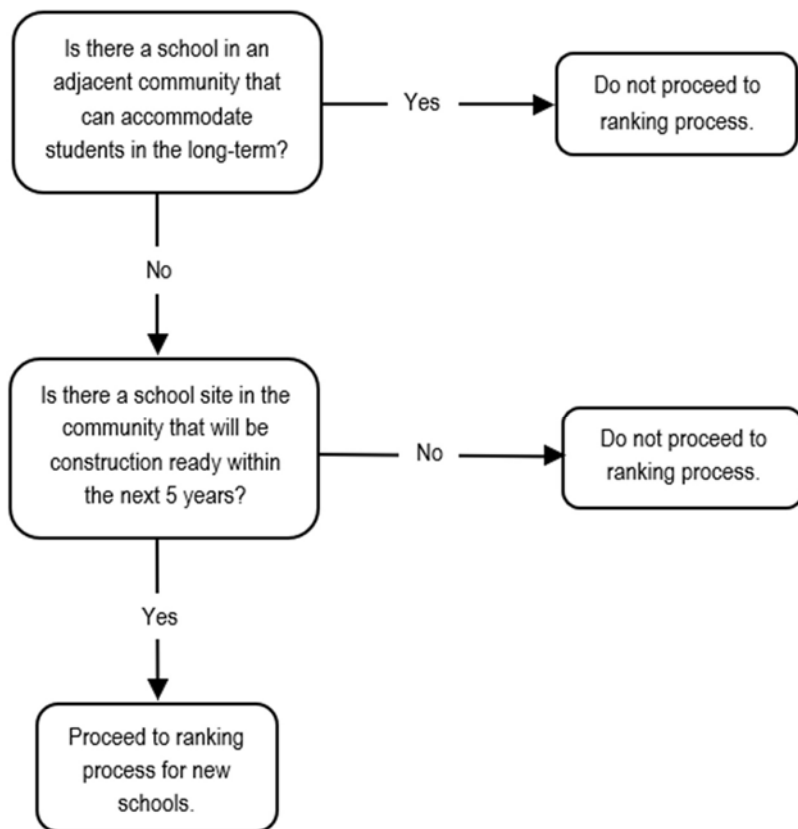 Is there a school in an
adjacent community that
can accommodate
students in the long-term?
Yes
Do not proceed to
ranking process.
No
Is there a school site in the
community that will be
construction ready within
the next 5 years?
No
Do not proceed to
ranking process.
Yes
Proceed to ranking
process for new
schools.